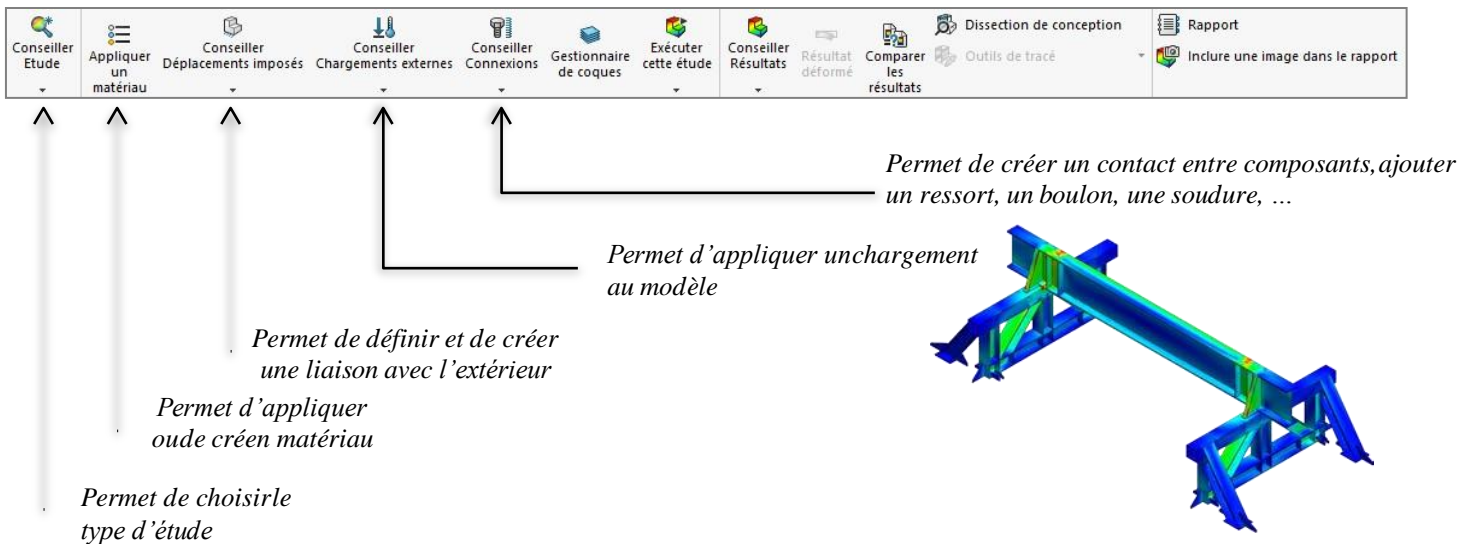 Conseiller
Etude
Appliquer
un
matériau
Conseiller
Déplacements imposés
Conseiller
Chargements externes
Conseiller
Connexions
Gestionnaire
de coques
Exécuter
cette étude
Conseiller
Résultats
Résultat
déformé
Comparer
les
résultats
Dissection de conception
Outils de tracé
Rapport
Inclure une image dans le rapport
Permet de créer un contact entre composants,ajouter
un ressort, un boulon, une soudure, …
Permet d’appliquer unchargement
au modèle
Permet de définir et de créer
une liaison avec l’extérieur
Permet d’appliquer
oude créen matériau
Permet de choisirle
type d’étude